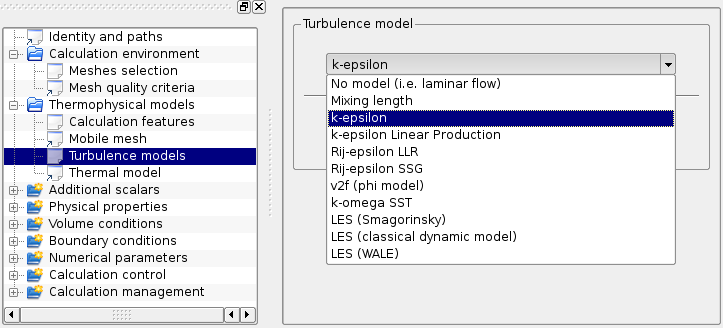 Identity and paths
Calculation environment
Meshes selection
Mesh quality criteria
Thermophysical models
Calculation features
Mobile mesh
Turbulence models
Thermal model
Additional scalars
Physical properties
Volume conditions
Boundary conditions
Numerical parameters
Calculation control
Calculation management
Turbulence model
k-epsilon
No model (i.e. laminar flow)
Mixing length
k-epsilon
k-epsilon Linear Production
Rij-epsilon LLR
Rij-epsilon SSG
v2f (phi model)
k-omega SST
LES (Smagorinsky)
LES (classical dynamic model)
LES (WALE)